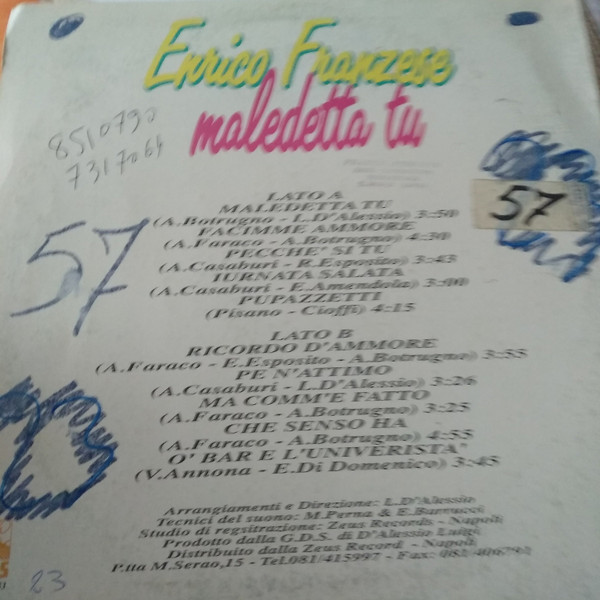 Enrico Franzese
maledetta tu
8510790
7317064
57
57
LATO A
MALEDETTA TU
(A.Botrugno - L.D'Alessio) 3:50
FACIMME AMMORE
(A.Faraco - A.Botrugno) 4:30
PECCHE' SI TU
(A.Casaburi - R.Esposito) 3:43
IURNATA SALATA
(A.Casaburi - E.Amendola) 3:00
PUPAZZETTI
(Pisano - Cioffi) 4:15
LATO B
RICORDO D'AMMORE
(A.Faraco - E.Esposito - A.Botrugno) 3:55
PE N'ATTIMO
(A.Casaburi - L.D'Alessio) 3:26
MA COMM'E FATTO
(A.Faraco - A.Botrugno) 3:25
CHE SENSO HA
(A.Faraco - A.Botrugno) 4:55
O' BAR E L'UNIVERISTA'
(V.Annona - E.Di Domenico) 3:45
Arrangiamenti e Direzione: L.D'Alessio
Tecnici del suono: M.Perna & E.Barrucci
Studio di regsitrazione: Zeus Records - Napoli
Prodotto dalla G.D.S. di D'Alessio Luigi
Distribuito dalla Zeus Record - Napoli
P.tta M.Serao,15 - Tel.081/415997 - Fax: 081/406794
23